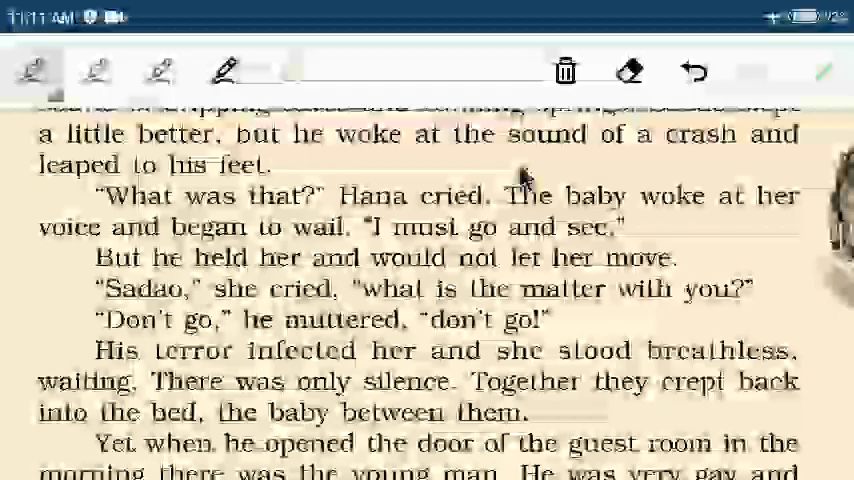 11:11 AM
a little better, but he woke at the sound of a crash and
leaped to his feet.
“What was that?” Hana cried. The baby woke at her
voice and began to wail. “I must go and see.”
But he held her and would not let her move.
“Sadao,” she cried, “what is the matter with you?”
“Don't go,” he muttered, “don't go!”
His terror infected her and she stood breathless,
waiting. There was only silence. Together they crept back
into the bed, the baby between them.
Yet when he opened the door of the guest room in the
morning there was the young man. He was very gay and